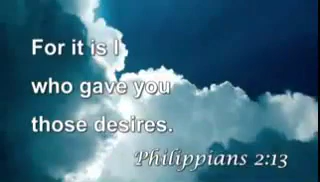 For it is I
who gave you
those desires.
Philippians 2:13